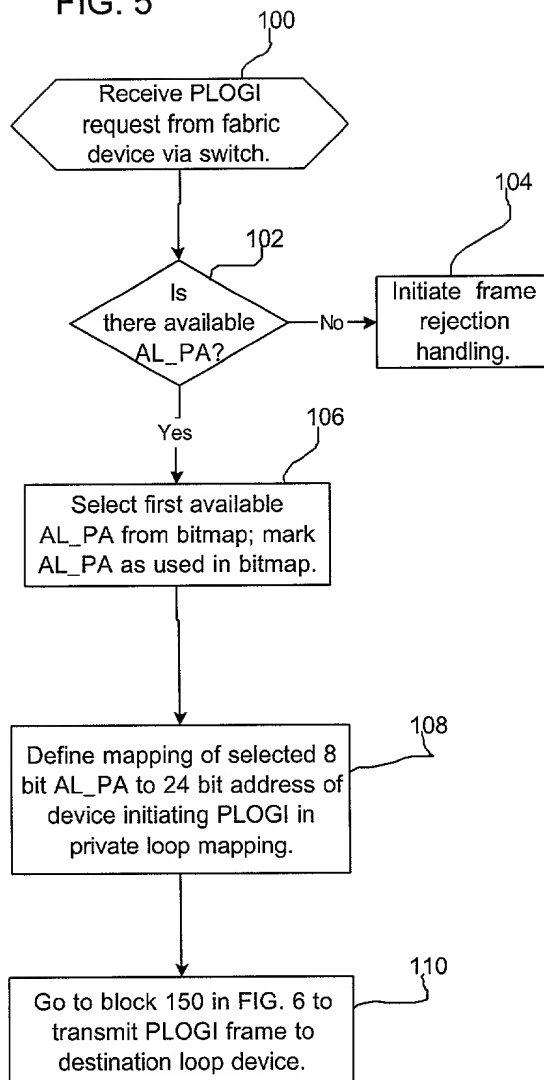 FIG. 5
100
Receive PLOGI
request from fabric
device via switch.
102
Is
there available
AL_PA?
No
104
Initiate frame
rejection
handling.
Yes
106
Select first available
AL_PA from bitmap; mark
AL_PA as used in bitmap.
108
Define mapping of selected 8
bit AL_PA to 24 bit address of
device initiating PLOGI in
private loop mapping.
110
Go to block 150 in FIG. 6 to
transmit PLOGI frame to
destination loop device.